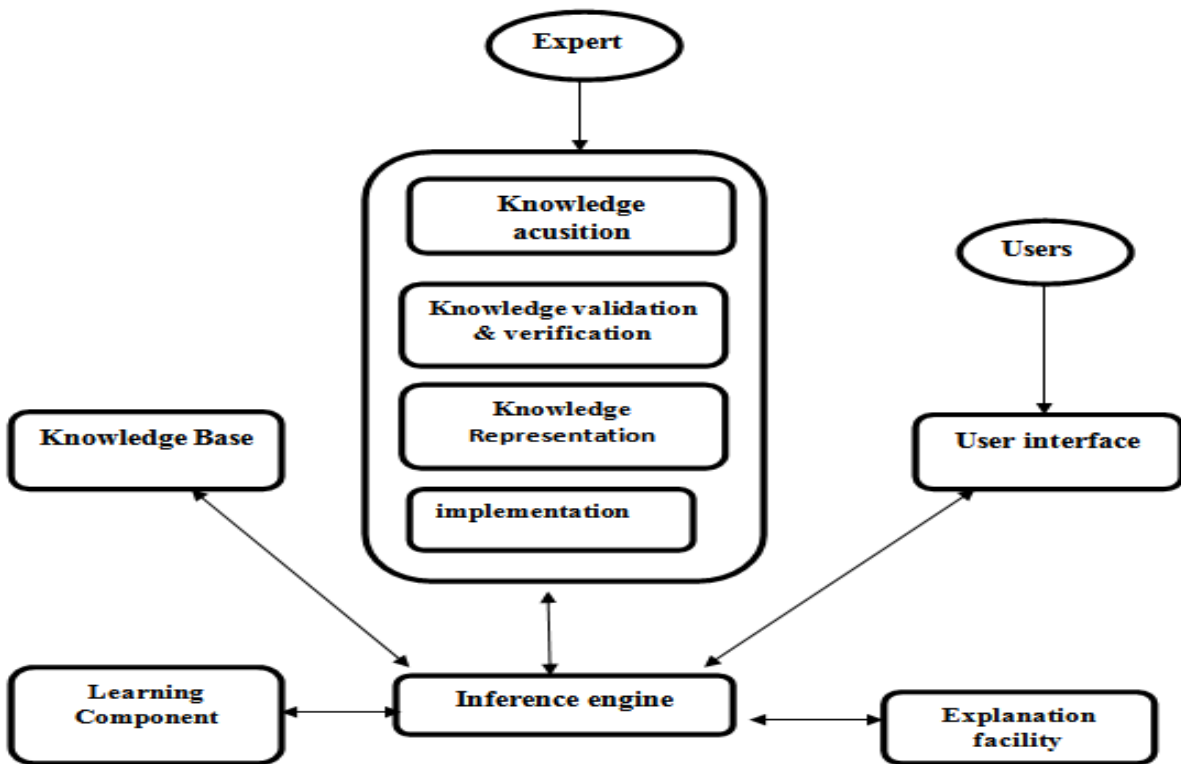 Expert
Knowledge
acusition
Users
Knowledge validation
& verification
Knowledge
Representation
Knowledge Base
User interface
implementation
Learning
Component
Inference engine
Explanation
facility